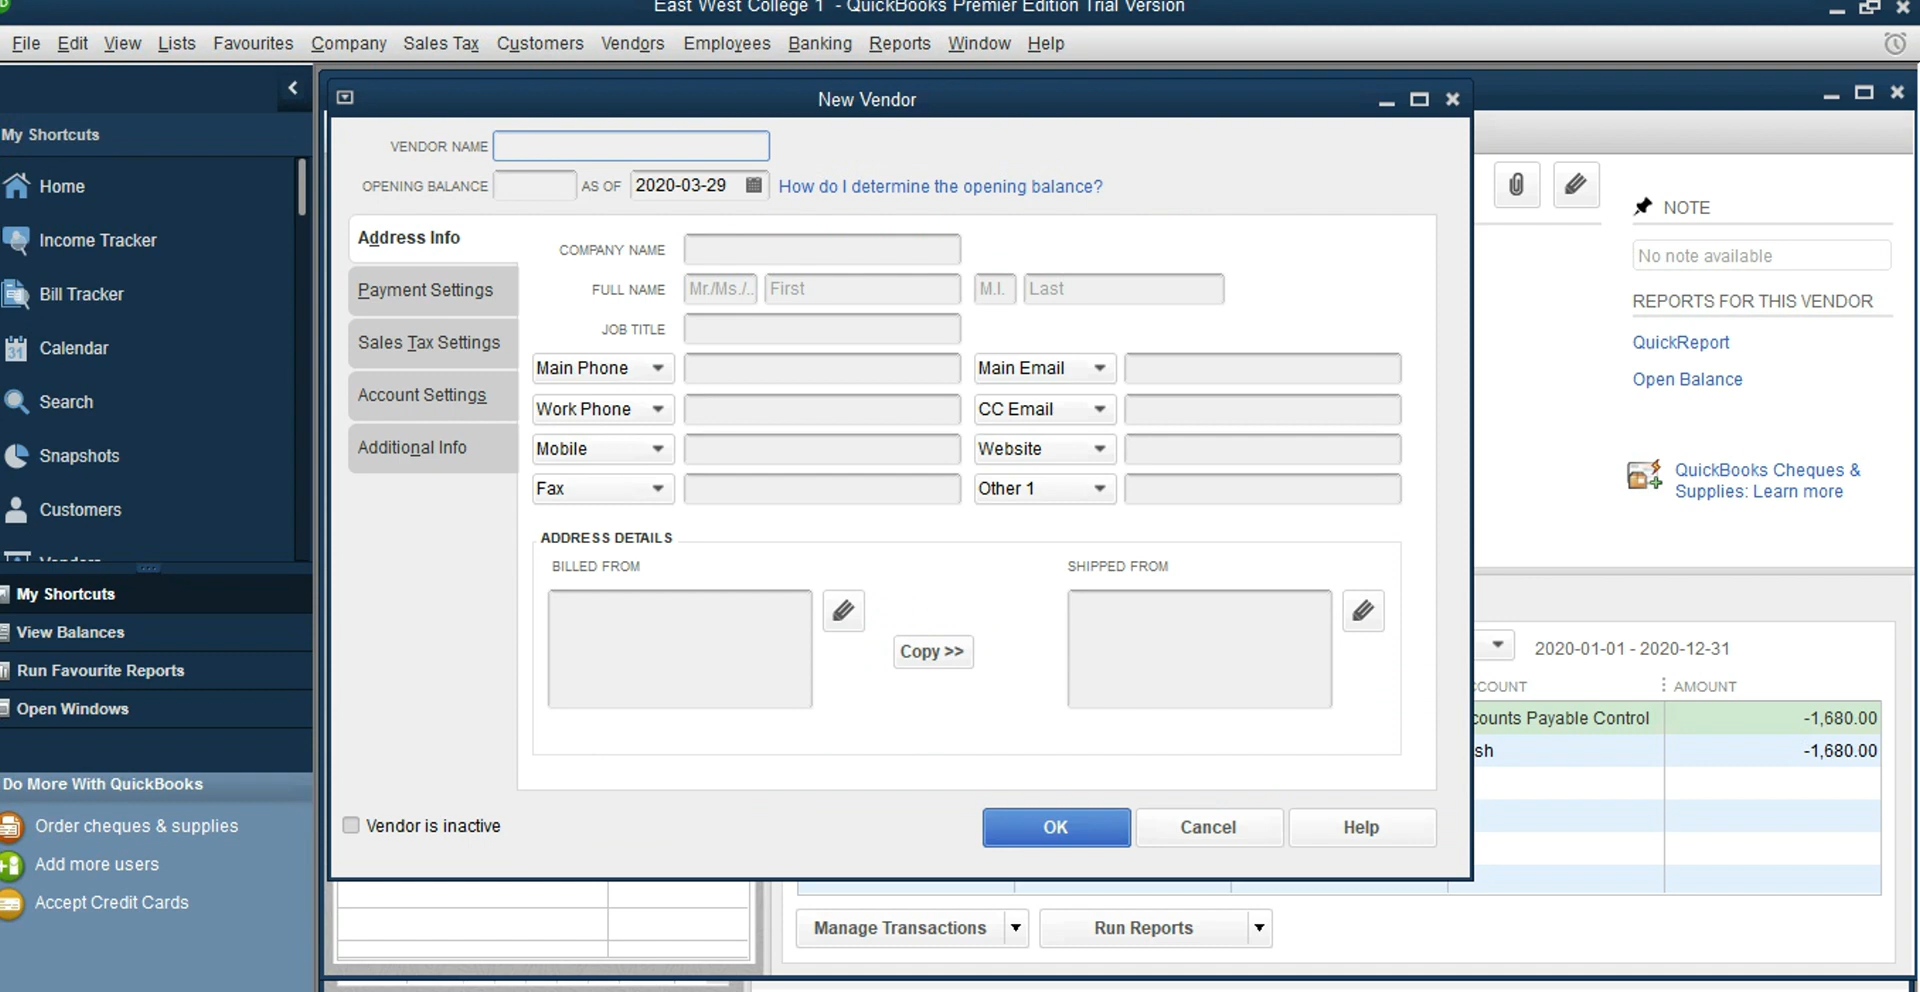 East West College 1 - QuickBooks Premier Edition Trial Version
File Edit View Lists Favourites Company Sales Tax Customers Vendors Employees Banking Reports Window Help
My Shortcuts
Home
Income Tracker
Bill Tracker
Calendar
31
Search
Snapshots
Customers
Vendors
My Shortcuts
View Balances
Run Favourite Reports
Open Windows
Do More With QuickBooks
Order cheques & supplies
Add more users
Accept Credit Cards
New Vendor
VENDOR NAME
OPENING BALANCE AS OF 2020-03-29 How do I determine the opening balance?
Address Info
Payment Settings
Sales Tax Settings
Account Settings
Additional Info
COMPANY NAME
FULL NAME Mr./Ms./.. First M.I. Last
JOB TITLE
Main Phone Main Email
Work Phone CC Email
Mobile Website
Fax Other 1
ADDRESS DETAILS
BILLED FROM SHIPPED FROM
Copy >>
Vendor is inactive
OK Cancel Help
NOTE
No note available
REPORTS FOR THIS VENDOR
QuickReport
Open Balance
QuickBooks Cheques &
Supplies: Learn more
2020-01-01 - 2020-12-31
CCOUNT AMOUNT
counts Payable Control -1,680.00
sh -1,680.00
Manage Transactions Run Reports